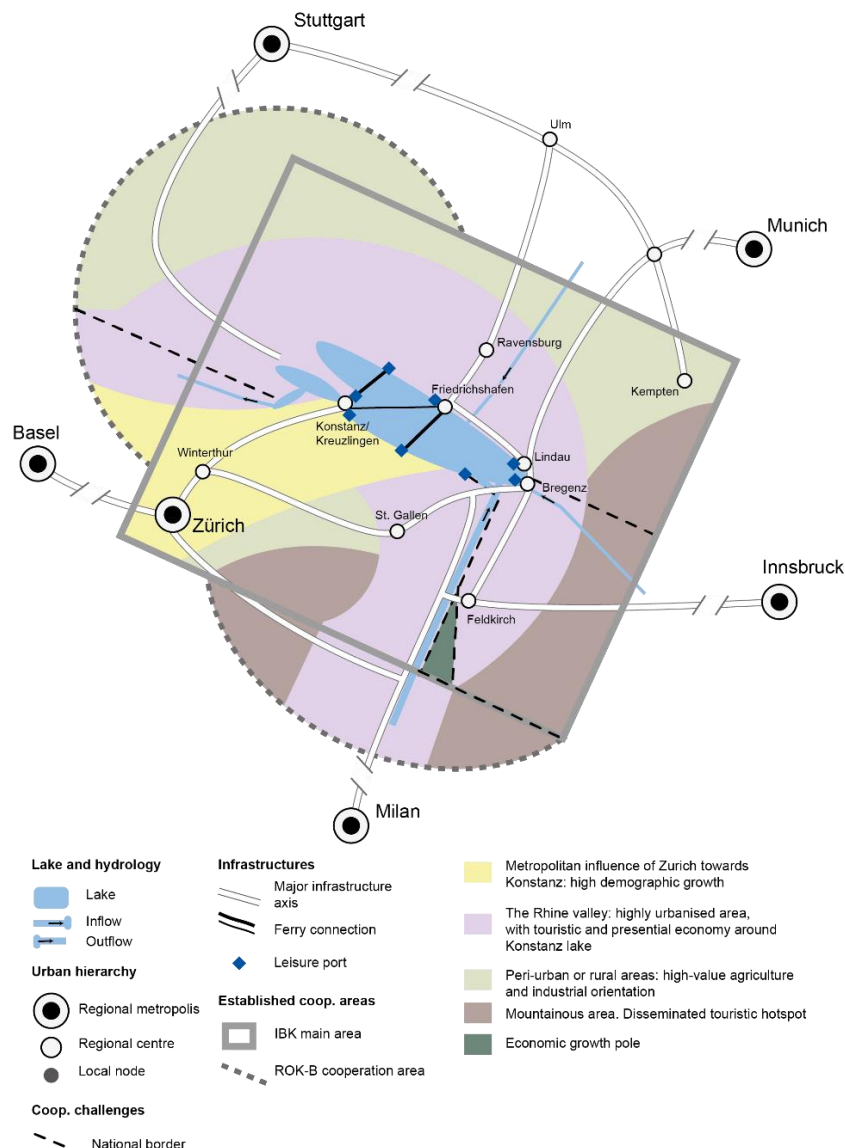 Stuttgart
Ulm
Munich
Ravensburg
Friedrichshafen
Kempten
Konstanz/
Kreuzlingen
Basel
Winterthur
Lindau
Bregenz
St. Gallen
Zürich
Innsbruck
Feldkirch
Milan
Lake and hydrology
Lake
Inflow
Outflow
Urban hierarchy
Regional metropolis
Regional centre
Local node
Coop. challenges
National border
Infrastructures
Major infrastructure
axis
Ferry connection
Leisure port
Established coop. areas
IBK main area
ROK-B cooperation area
Metropolitan influence of Zurich towards
Konstanz: high demographic growth
The Rhine valley: highly urbanised area,
with touristic and presential economy around
Konstanz lake
Peri-urban or rural areas: high-value agriculture
and industrial orientation
Mountainous area. Disseminated touristic hotspot
Economic growth pole